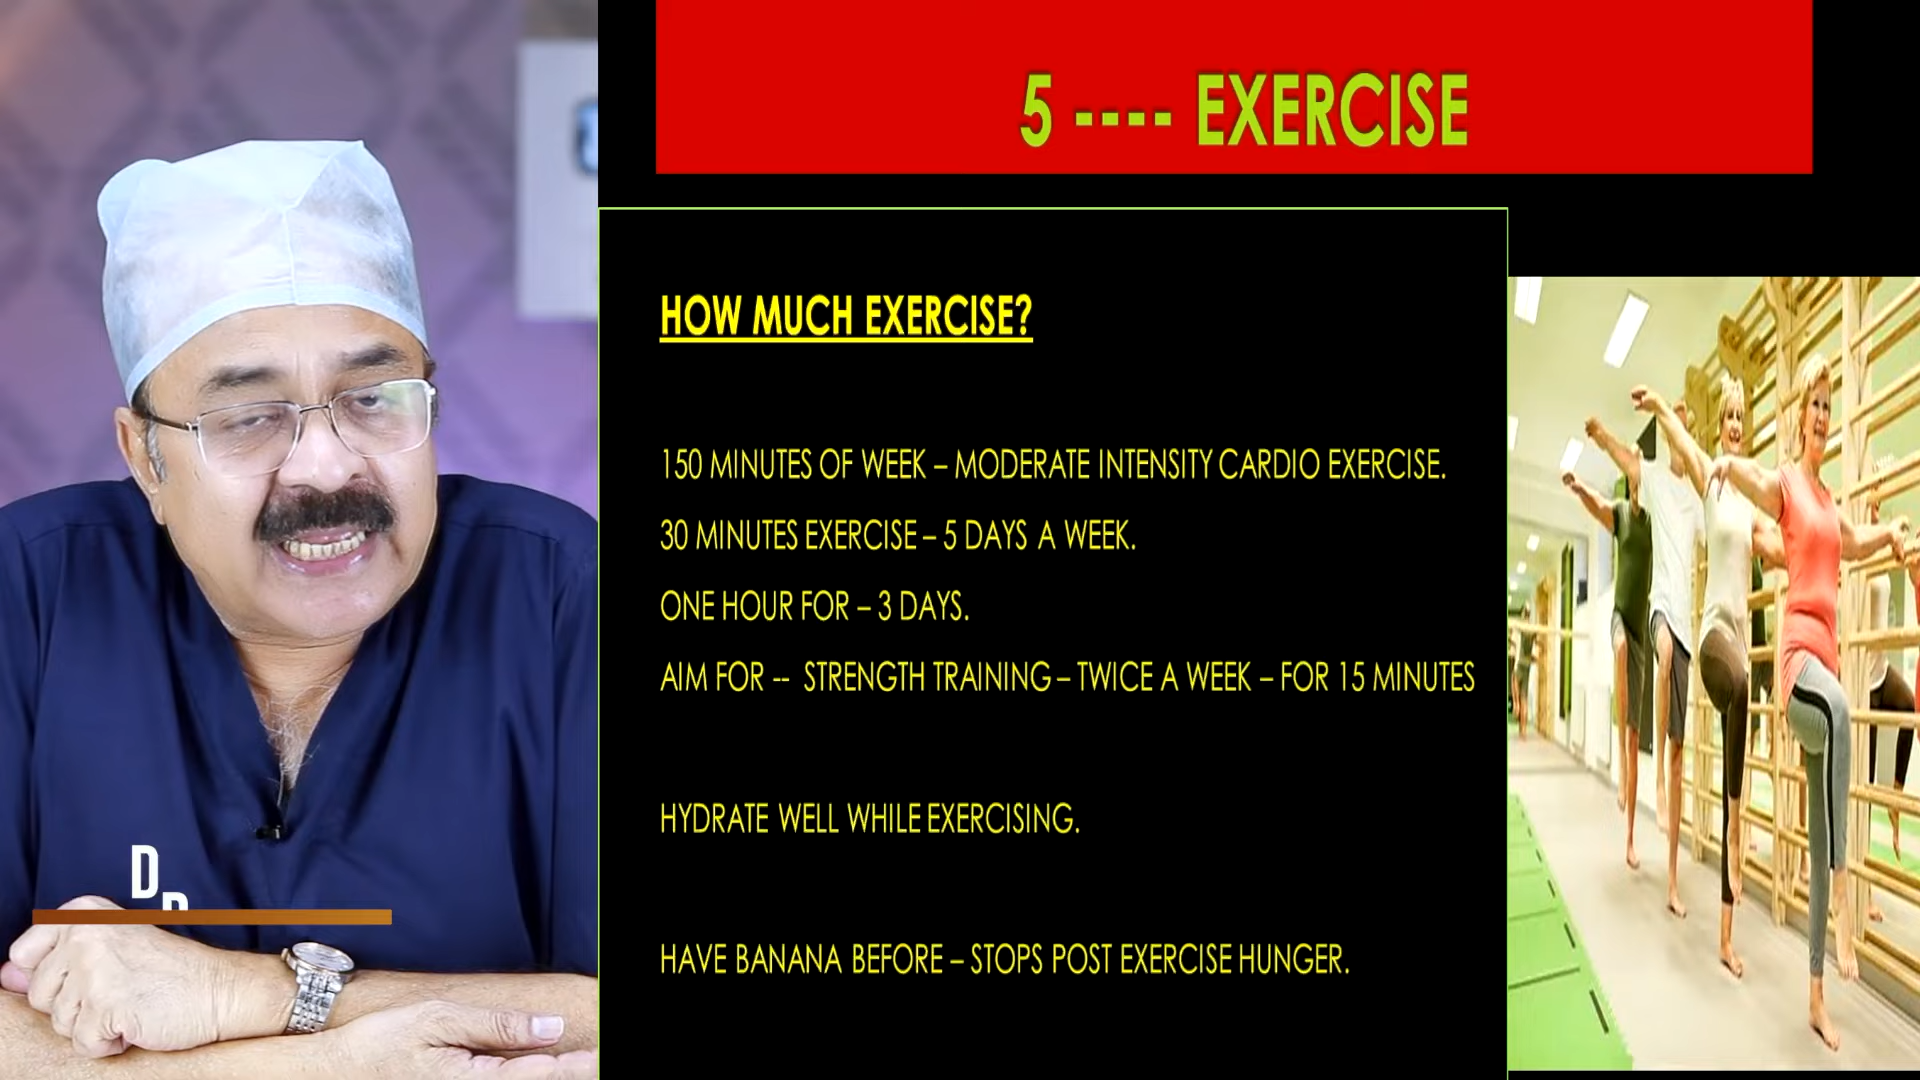 5 ---- EXERCISE
HOW MUCH EXERCISE?
150 MINUTES OF WEEK – MODERATE INTENSITY CARDIO EXERCISE.
30 MINUTES EXERCISE – 5 DAYS A WEEK.
ONE HOUR FOR – 3 DAYS.
AIM FOR -- STRENGTH TRAINING – TWICE A WEEK – FOR 15 MINUTES
HYDRATE WELL WHILE EXERCISING.
HAVE BANANA BEFORE – STOPS POST EXERCISE HUNGER.